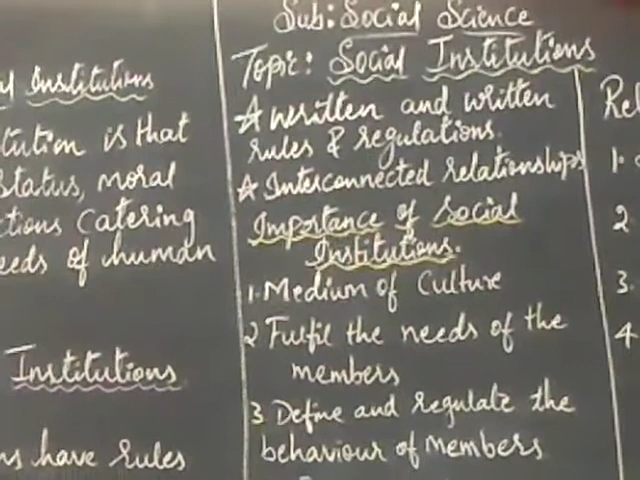 Institutions
tution is that
status, moral
ctions catering
eeds of human
Institutions
ns have rules
Sub: Social Science
Topic: Social Institutions
written and written
rules & regulations.
Interconnected relationships
Importance of Social
Institutions.
1. Medium of Culture
2 Fulfil the needs of the
members
3 Define and regulate the
behaviour of members
Rel
1.
2
3.
4